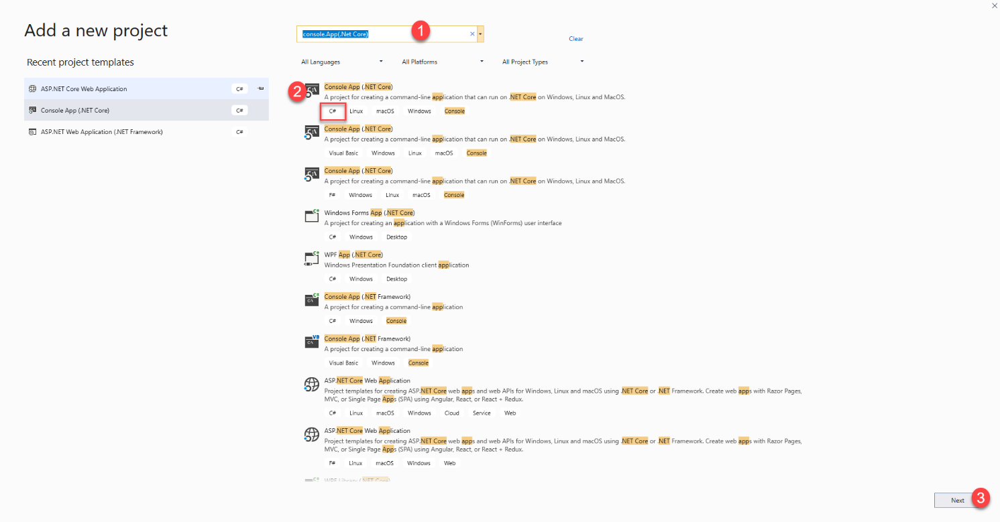 Add a new project
console.App(.Net Core)
1
Clear
Recent project templates
All Languages All Platforms All Project Types
ASP.NET Core Web Application C#
Console App (.NET Core) C#
ASP.NET Web Application (.NET Framework) C#
2
Console App (.NET Core)
A project for creating a command-line application that can run on .NET Core on Windows, Linux and MacOS.
C# Linux macOS Windows Console
Console App (.NET Core)
A project for creating a command-line application that can run on .NET Core on Windows, Linux and MacOS.
Visual Basic Windows Linux macOS Console
Console App (.NET Core)
A project for creating a command-line application that can run on .NET Core on Windows, Linux and MacOS.
F# Windows Linux macOS Console
Windows Forms App (.NET Core)
A project for creating an application with a Windows Forms (WinForms) user interface
C# Windows Desktop
WPF App (.NET Core)
Windows Presentation Foundation client application
C# Windows Desktop
Console App (.NET Framework)
A project for creating a command-line application
C# Windows Console
Console App (.NET Framework)
A project for creating a command-line application
Visual Basic Windows Console
ASP.NET Core Web Application
Project templates for creating ASP.NET Core web apps and web APIs for Windows, Linux and macOS using .NET Core or .NET Framework. Create web apps with Razor Pages,
MVC, or Single Page Apps (SPA) using Angular, React, or React + Redux.
C# Linux macOS Windows Cloud Service Web
ASP.NET Core Web Application
Project templates for creating ASP.NET Core web apps and web APIs for Windows, Linux and macOS using .NET Core or .NET Framework. Create web apps with Razor Pages,
MVC, or Single Page Apps (SPA) using Angular, React, or React + Redux.
F# Linux macOS Windows Web
WPF Library (.NET Core)
Next
3